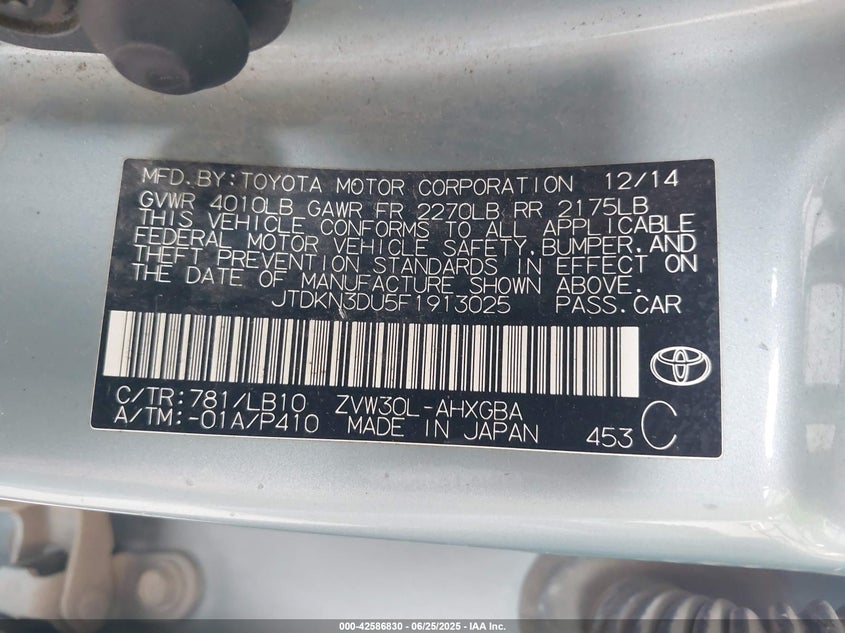 MFD. BY: TOYOTA MOTOR CORPORATION 12/14
GVWR 4010LB GAWR FR 2270LB RR 2175LB
THIS VEHICLE CONFORMS TO ALL APPLICABLE
FEDERAL MOTOR VEHICLE SAFETY, BUMPER, AND
THEFT PREVENTION STANDARDS IN EFFECT ON
THE DATE OF MANUFACTURE SHOWN ABOVE.
JTDKN3DU5F1913025 PASS. CAR
C/TR: 781/LB10 ZVW30L-AHXGBA
A/TM: -01A/P410 MADE IN JAPAN 453 C
000-42586830 - 06/25/2025 - IAA Inc.